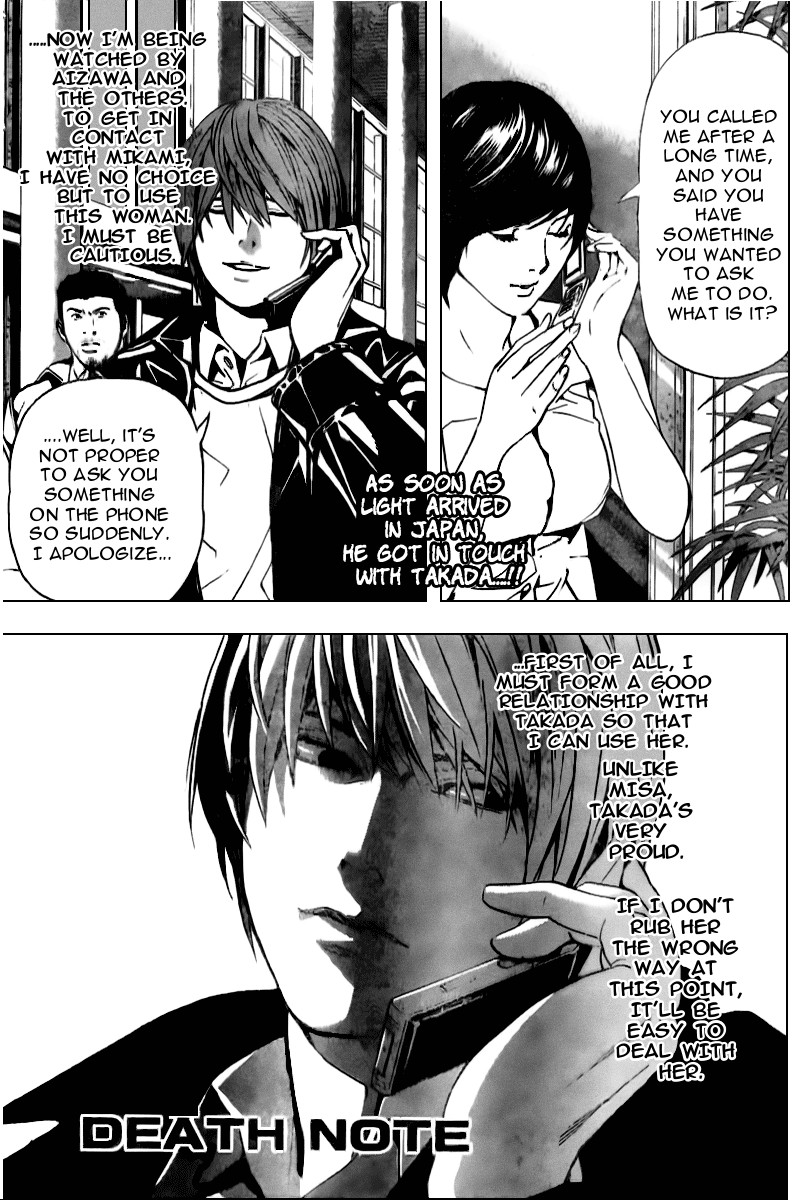 YOU CALLED
ME AFTER A
LONG TIME,
AND YOU
SAID YOU
HAVE
SOMETHING
YOU WANTED
TO ASK
ME TO DO.
WHAT IS IT?
.....NOW I'M BEING
WATCHED BY
AIZAWA AND
THE OTHERS.
TO GET IN
CONTACT
WITH MIKAMI,
I HAVE NO CHOICE
BUT TO USE
THIS WOMAN.
I MUST BE
CAUTIOUS.
....WELL, IT'S
NOT PROPER
TO ASK YOU
SOMETHING
ON THE PHONE
SO SUDDENLY.
I APOLOGIZE...
AS SOON AS
LIGHT ARRIVED
IN JAPAN,
HE GOT IN TOUCH
WITH TAKADA...!!
...FIRST OF ALL, I
MUST FORM A GOOD
RELATIONSHIP WITH
TAKADA SO THAT
I CAN USE HER.
UNLIKE
MISA,
TAKADA'S
VERY
PROUD.
IF I DON'T
RUB HER
THE WRONG
WAY AT
THIS POINT,
IT'LL BE
EASY TO
DEAL WITH
HER.
DEATH NOTE